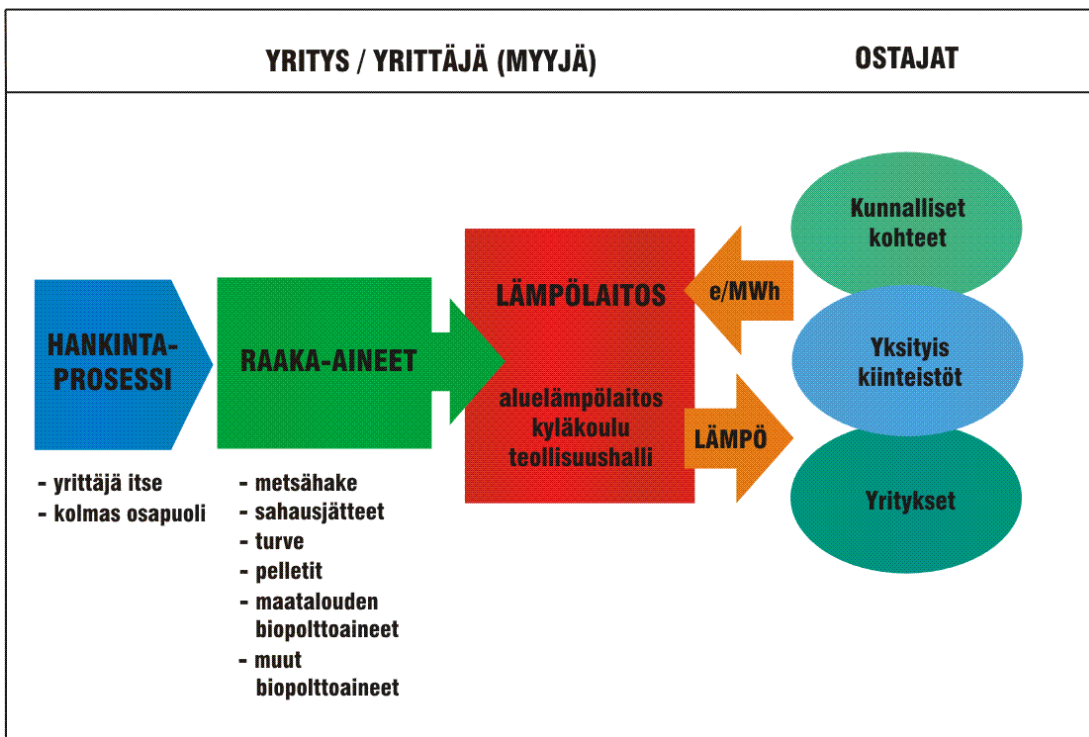 YRITYS / YRITTÄJÄ (MYYJÄ)
OSTAJAT
HANKINTA-
PROSESSI
- yrittäjä itse
- kolmas osapuoli
RAAKA-AINEET
- metsähake
- sahausjätteet
- turve
- pelletit
- maatalouden
biopolttoaineet
- muut
biopolttoaineet
LÄMPÖLAITOS
aluelämpölaitos
kyläkoulu
teollisuushalli
e/MWh
LÄMPÖ
Kunnalliset
kohteet
Yksityis
kiinteistöt
Yritykset